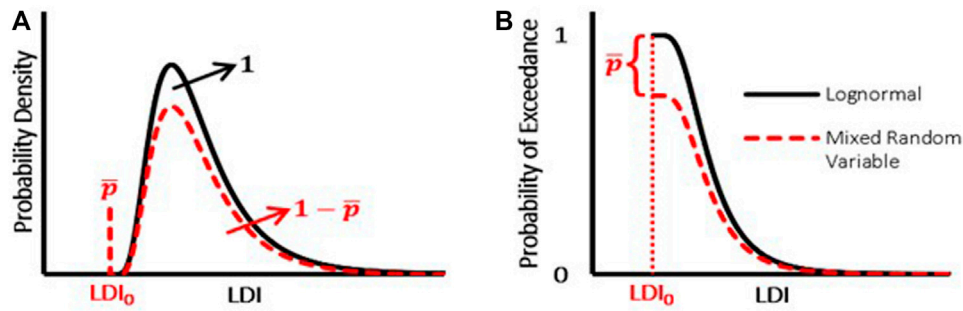 A
Probability Density
1
p̅
1 − p̅
LDI₀
LDI
B
Probability of Exceedance
1
p̅
0
Lognormal
Mixed Random
Variable
LDI₀
LDI